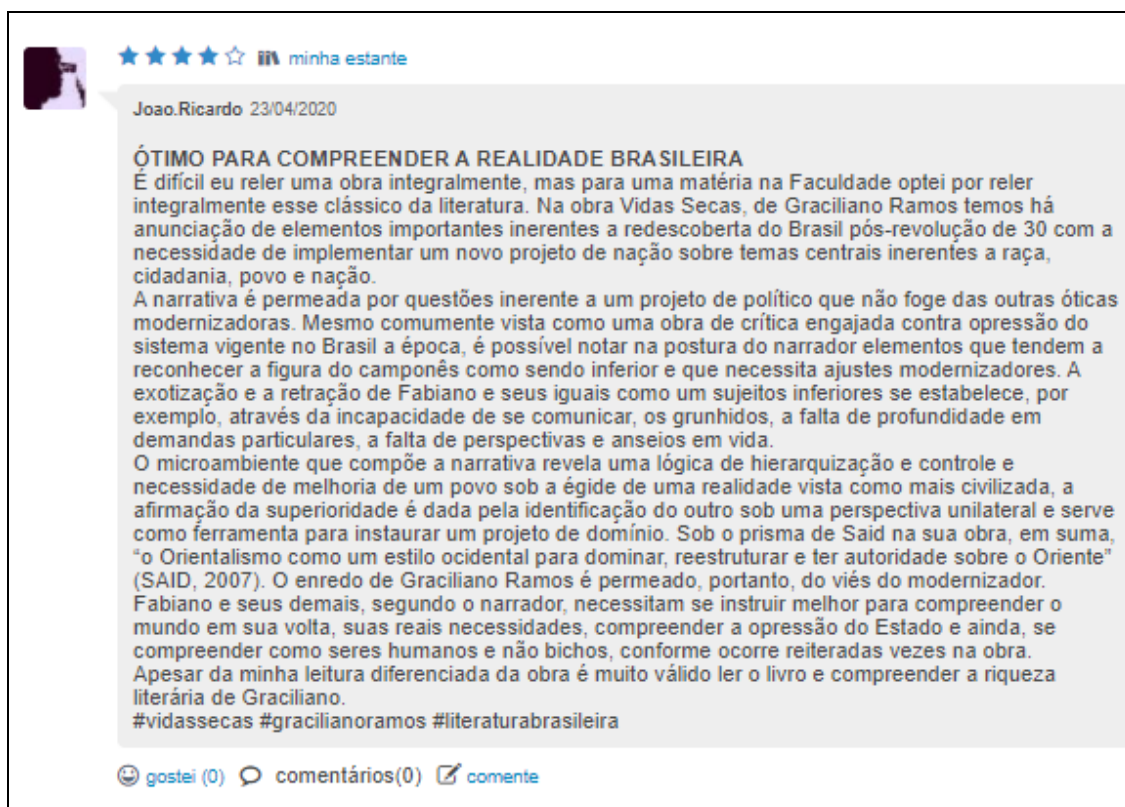 minha estante
Joao.Ricardo 23/04/2020
ÓTIMO PARA COMPREENDER A REALIDADE BRASILEIRA
É difícil eu reler uma obra integralmente, mas para uma matéria na Faculdade optei por reler
integralmente esse clássico da literatura. Na obra Vidas Secas, de Graciliano Ramos temos há
anunciação de elementos importantes inerentes a redescoberta do Brasil pós-revolução de 30 com a
necessidade de implementar um novo projeto de nação sobre temas centrais inerentes a raça,
cidadania, povo e nação.
A narrativa é permeada por questões inerente a um projeto de político que não foge das outras óticas
modernizadoras. Mesmo comumente vista como uma obra de crítica engajada contra opressão do
sistema vigente no Brasil a época, é possível notar na postura do narrador elementos que tendem a
reconhecer a figura do camponês como sendo inferior e que necessita ajustes modernizadores. A
exotização e a retração de Fabiano e seus iguais como um sujeitos inferiores se estabelece, por
exemplo, através da incapacidade de se comunicar, os grunhidos, a falta de profundidade em
demandas particulares, a falta de perspectivas e anseios em vida.
O microambiente que compõe a narrativa revela uma lógica de hierarquização e controle e
necessidade de melhoria de um povo sob a égide de uma realidade vista como mais civilizada, a
afirmação da superioridade é dada pela identificação do outro sob uma perspectiva unilateral e serve
como ferramenta para instaurar um projeto de domínio. Sob o prisma de Said na sua obra, em suma,
“o Orientalismo como um estilo ocidental para dominar, reestruturar e ter autoridade sobre o Oriente”
(SAID, 2007). O enredo de Graciliano Ramos é permeado, portanto, do viés do modernizador.
Fabiano e seus demais, segundo o narrador, necessitam se instruir melhor para compreender o
mundo em sua volta, suas reais necessidades, compreender a opressão do Estado e ainda, se
compreender como seres humanos e não bichos, conforme ocorre reiteradas vezes na obra.
Apesar da minha leitura diferenciada da obra é muito válido ler o livro e compreender a riqueza
literária de Graciliano.
#vidassecas #gracilianoramos #literaturabrasileira
gostei (0) comentários(0) comente